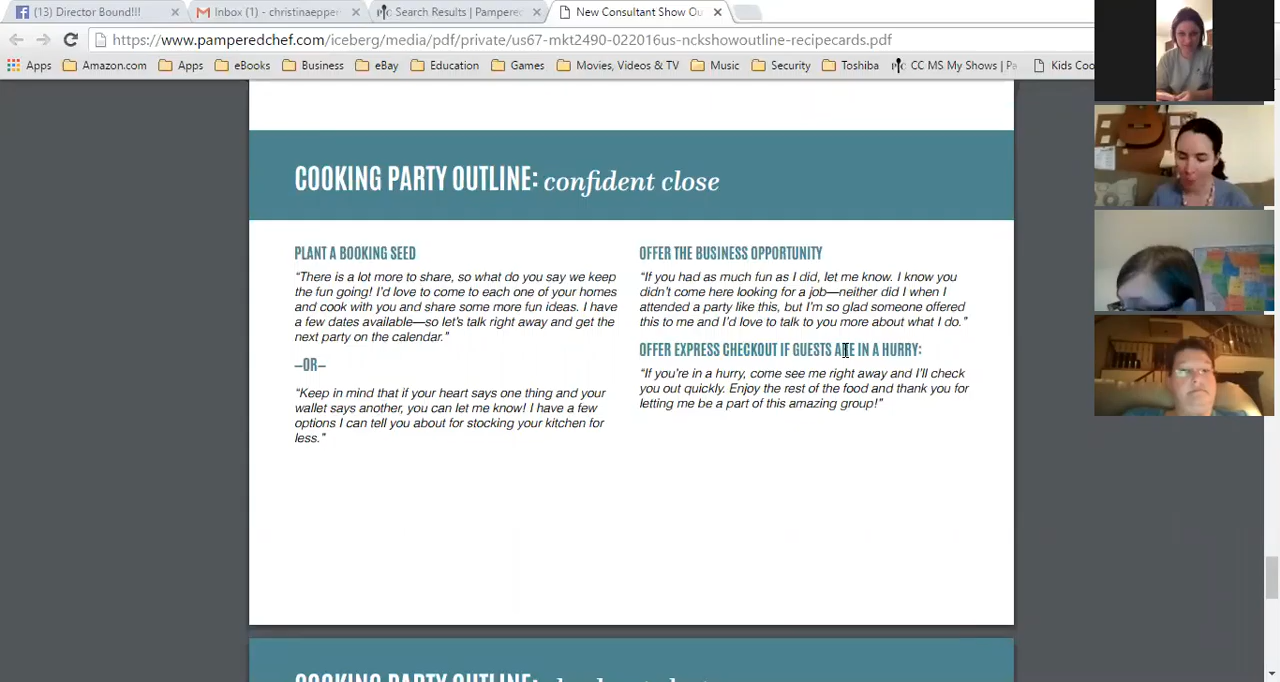 (13) Director Bound!!!
Inbox (1) - christinaepper
Search Results | Pampere
New Consultant Show Ou
https://www.pamperedchef.com/iceberg/media/pdf/private/us67-mkt2490-022016us-nckshowoutline-recipecards.pdf
Apps Amazon.com Apps eBooks Business eBay Education Games Movies, Videos & TV Music Security Toshiba CC MS My Shows | Pa Kids Coo
COOKING PARTY OUTLINE: confident close
PLANT A BOOKING SEED
“There is a lot more to share, so what do you say we keep
the fun going! I’d love to come to each one of your homes
and cook with you and share some more fun ideas. I have
a few dates available—so let’s talk right away and get the
next party on the calendar.”
—OR—
“Keep in mind that if your heart says one thing and your
wallet says another, you can let me know! I have a few
options I can tell you about for stocking your kitchen for
less.”
OFFER THE BUSINESS OPPORTUNITY
“If you had as much fun as I did, let me know. I know you
didn’t come here looking for a job—neither did I when I
attended a party like this, but I’m so glad someone offered
this to me and I’d love to talk to you more about what I do.”
OFFER EXPRESS CHECKOUT IF GUESTS ARE IN A HURRY:
“If you’re in a hurry, come see me right away and I’ll check
you out quickly. Enjoy the rest of the food and thank you for
letting me be a part of this amazing group!”
COOKING PARTY OUTLINE: